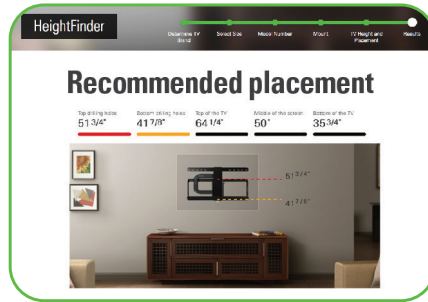 HeightFinder
Determine TV
Brand
Select Size
Model Number
Mount
TV Height and
Placement
Results
Recommended placement
Top drilling holes
51 3/4"
Bottom drilling holes
41 7/8"
Top of the TV
64 1/4"
Middle of the screen
50"
Bottom of the TV
35 3/4"
51 3/4"
41 7/8"